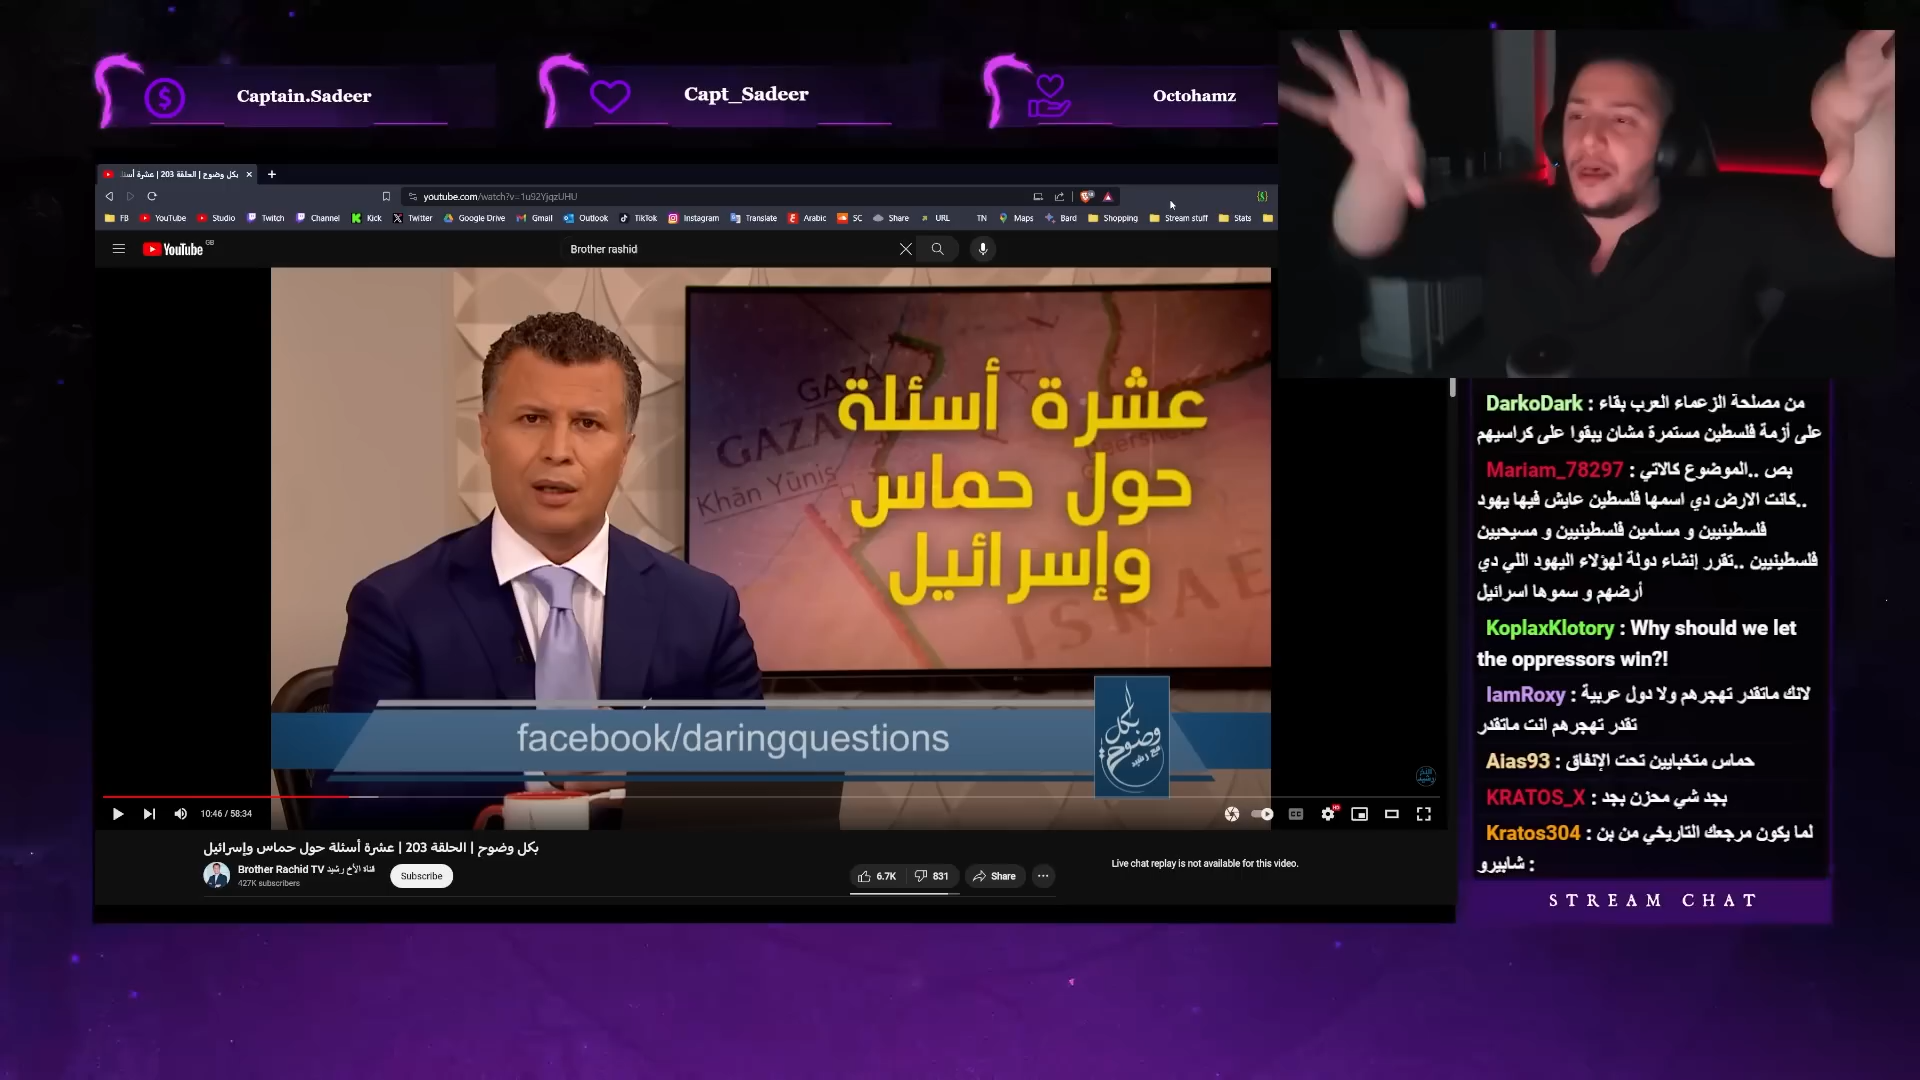 Captain.Sadeer
Capt_Sadeer
Octohamz
بكل وضوح | الحلقة 203 | عشرة أسئلة
youtube.com/watch?v=1u92YjqzUHU
FB YouTube Studio Twitch Channel Kick Twitter Google Drive Gmail Outlook TikTok Instagram Translate Arabic SC Share URL TN Maps Bard Shopping Stream stuff Stats
YouTube GB
Brother rashid
GAZA
GAZA
Khān Yūnis
ISRAE
عشرة أسئلة
حول حماس
وإسرائيل
facebook/daringquestions
بكل
وضوح
مع رشيد
10:46 / 58:34
HD
بكل وضوح | الحلقة 203 | عشرة أسئلة حول حماس وإسرائيل
Brother Rachid TV قناة الأخ رشيد
427K subscribers
Subscribe
6.7K
831
Share
Live chat replay is not available for this video.
DarkoDark : من مصلحة الزعماء العرب بقاء
على أزمة فلسطين مستمرة مشان يبقوا على كراسيهم
Mariam_78297 : بص ..الموضوع كالاتي
..كانت الارض دي اسمها فلسطين عايش فيها يهود
فلسطينيين و مسلمين فلسطينيين و مسيحيين
فلسطينيين ..تقرر إنشاء دولة لهؤلاء اليهود اللي دي
أرضهم و سموها اسرائيل
KoplaxKlotory : Why should we let
the oppressors win?!
IamRoxy : لانك ماتقدر تهجرهم ولا دول عربية
تقدر تهجرهم انت ماتقدر
Aias93 : حماس متخبايين تحت الإنفاق
KRATOS_X : بجد شي محزن بجد
Kratos304 : لما يكون مرجعك التاريخي من بن
شابيرو :
STREAM CHAT